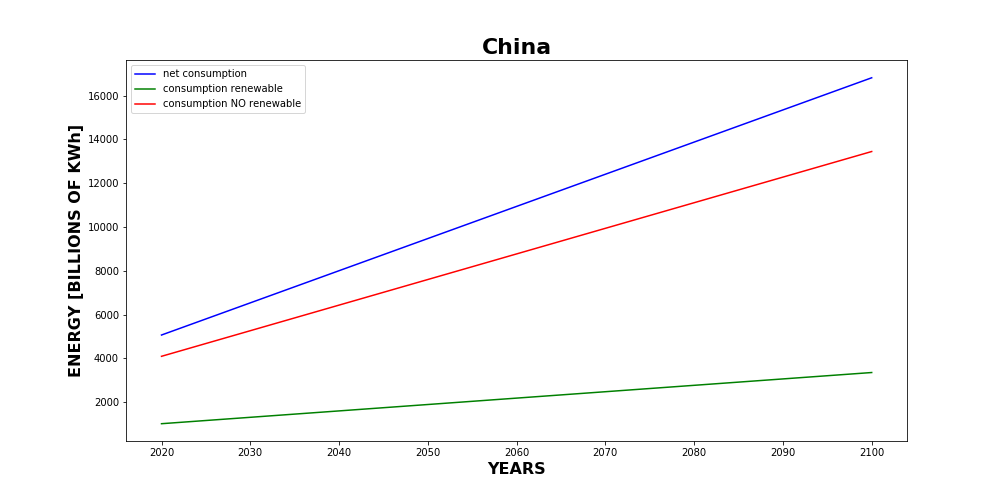 China
net consumption
consumption renewable
consumption NO renewable
ENERGY [BILLIONS OF KWh]
16000
14000
12000
10000
8000
6000
4000
2000
2020 2030 2040 2050 2060 2070 2080 2090 2100
YEARS